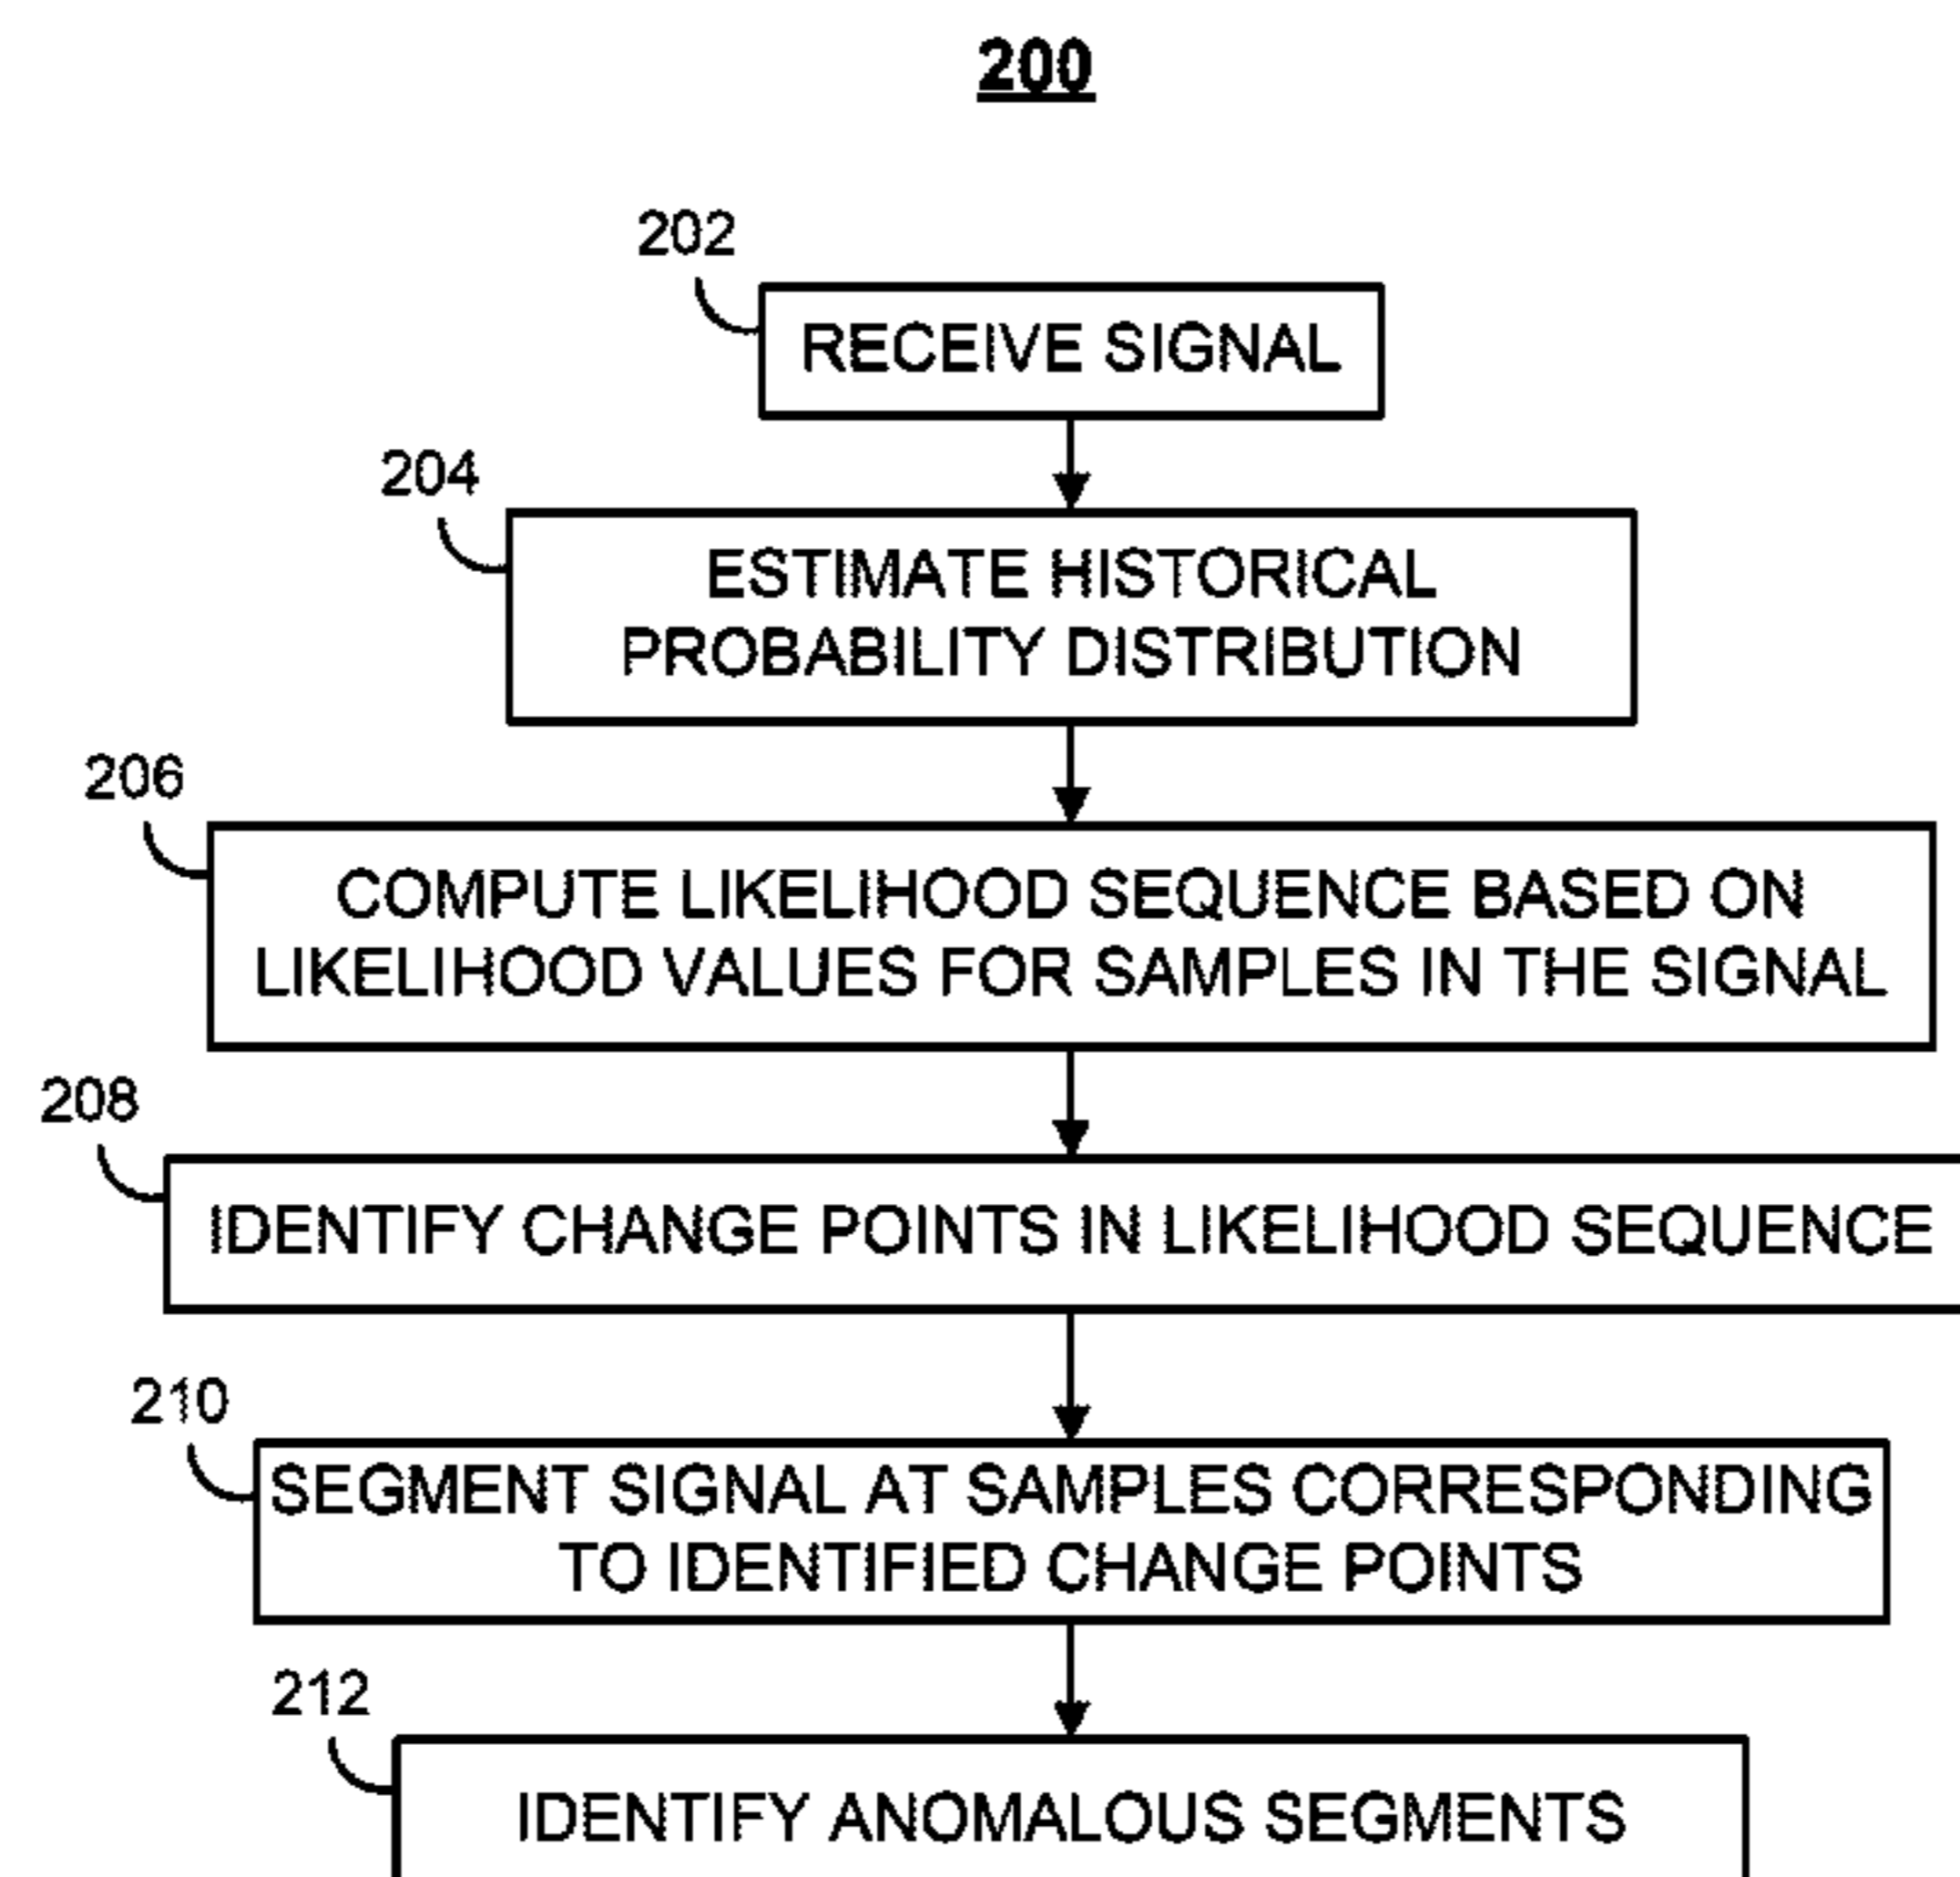 200
202
RECEIVE SIGNAL
204
ESTIMATE HISTORICAL
PROBABILITY DISTRIBUTION
206
COMPUTE LIKELIHOOD SEQUENCE BASED ON
LIKELIHOOD VALUES FOR SAMPLES IN THE SIGNAL
208
IDENTIFY CHANGE POINTS IN LIKELIHOOD SEQUENCE
210
SEGMENT SIGNAL AT SAMPLES CORRESPONDING
TO IDENTIFIED CHANGE POINTS
212
IDENTIFY ANOMALOUS SEGMENTS